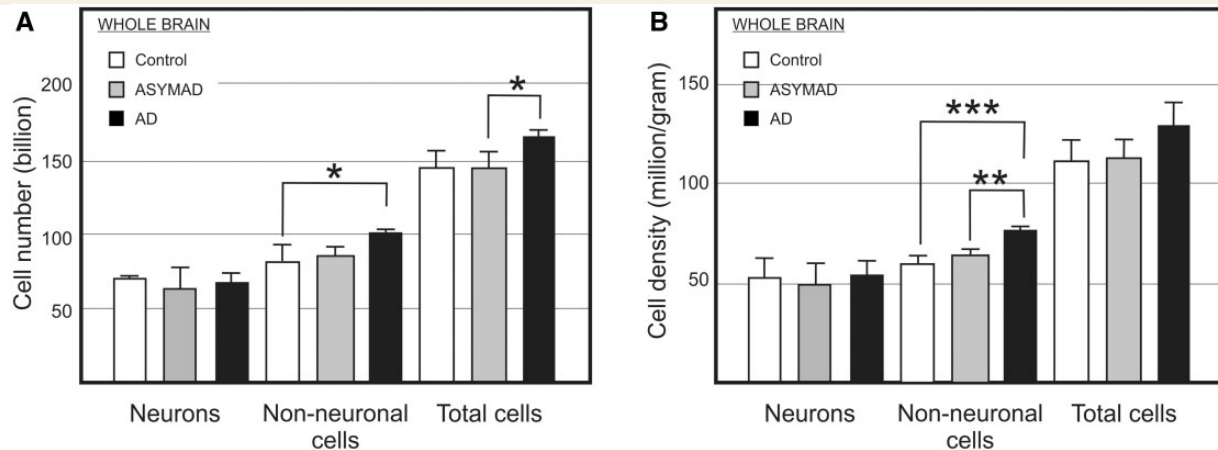 A
WHOLE BRAIN
Control
ASYMAD
AD
Cell number (billion)
200
150
100
50
*
*
Neurons
Non-neuronal
cells
Total cells
B
WHOLE BRAIN
Control
ASYMAD
AD
Cell density (million/gram)
150
100
50
***
**
Neurons
Non-neuronal
cells
Total cells